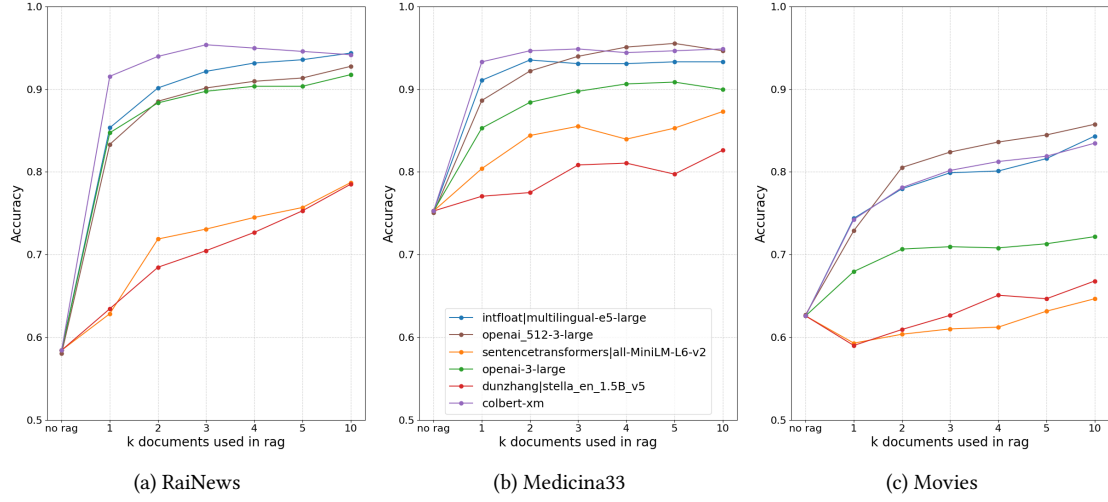 1.0
0.9
0.8
0.7
0.6
0.5
Accuracy
no rag 1 2 3 4 5 10
k documents used in rag
(a) RaiNews
1.0
0.9
0.8
0.7
0.6
0.5
Accuracy
intfloat|multilingual-e5-large
openai_512-3-large
sentencetransformers|all-MiniLM-L6-v2
openai-3-large
dunzhang|stella_en_1.5B_v5
colbert-xm
no rag 1 2 3 4 5 10
k documents used in rag
(b) Medicina33
1.0
0.9
0.8
0.7
0.6
0.5
Accuracy
no rag 1 2 3 4 5 10
k documents used in rag
(c) Movies